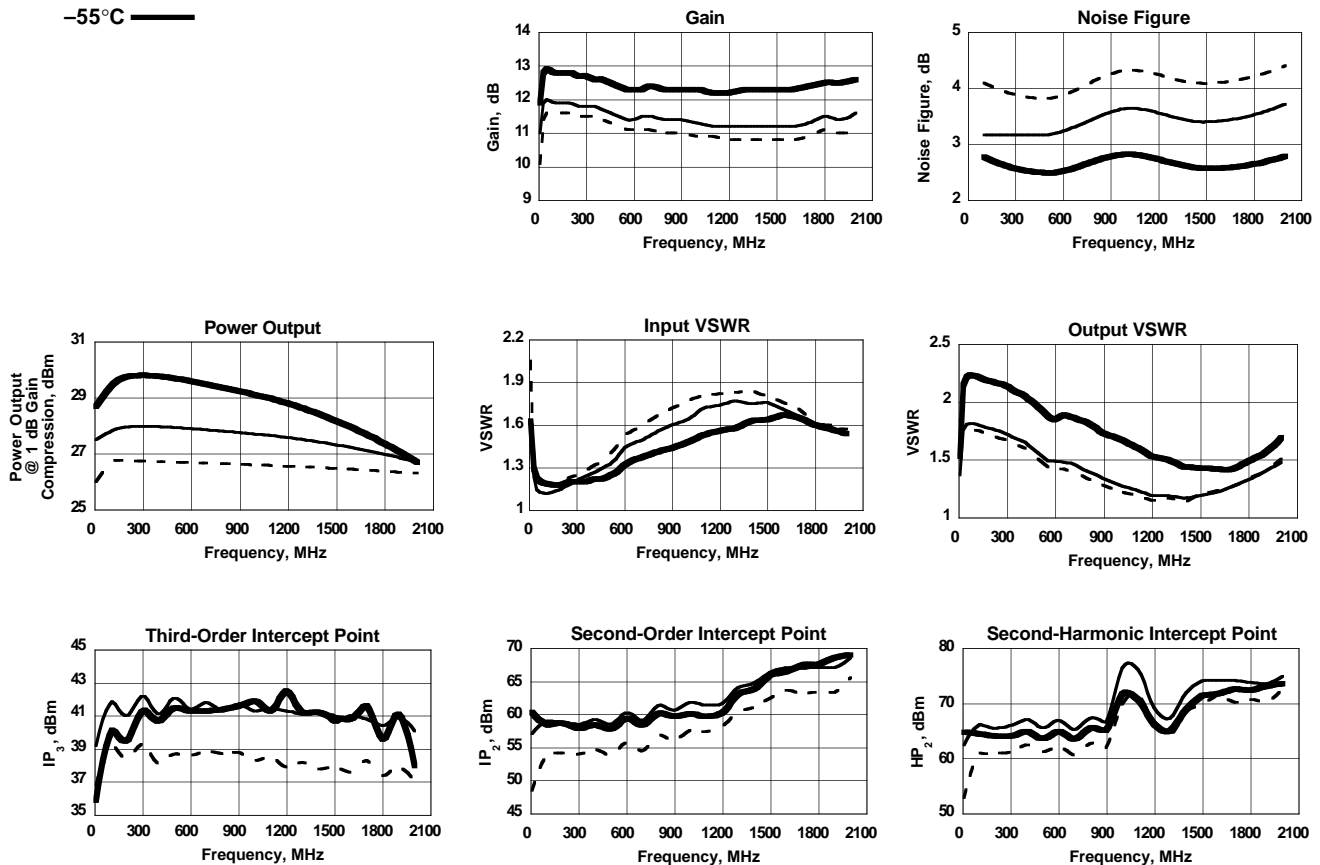 –55°C
Gain
Gain, dB
14
13
12
11
10
9
0 300 600 900 1200 1500 1800 2100
Frequency, MHz
Noise Figure
Noise Figure, dB
5
4
3
2
0 300 600 900 1200 1500 1800 2100
Frequency, MHz
Power Output
Power Output
@ 1 dB Gain
Compression, dBm
31
29
27
25
0 300 600 900 1200 1500 1800 2100
Frequency, MHz
Input VSWR
VSWR
2.2
1.9
1.6
1.3
1
0 300 600 900 1200 1500 1800 2100
Frequency, MHz
Output VSWR
VSWR
2.5
2
1.5
1
0 300 600 900 1200 1500 1800 2100
Frequency, MHz
Third-Order Intercept Point
IP3, dBm
45
43
41
39
37
35
0 300 600 900 1200 1500 1800 2100
Frequency, MHz
Second-Order Intercept Point
IP2, dBm
70
65
60
55
50
45
0 300 600 900 1200 1500 1800 2100
Frequency, MHz
Second-Harmonic Intercept Point
HP2, dBm
80
70
60
50
0 300 600 900 1200 1500 1800 2100
Frequency, MHz